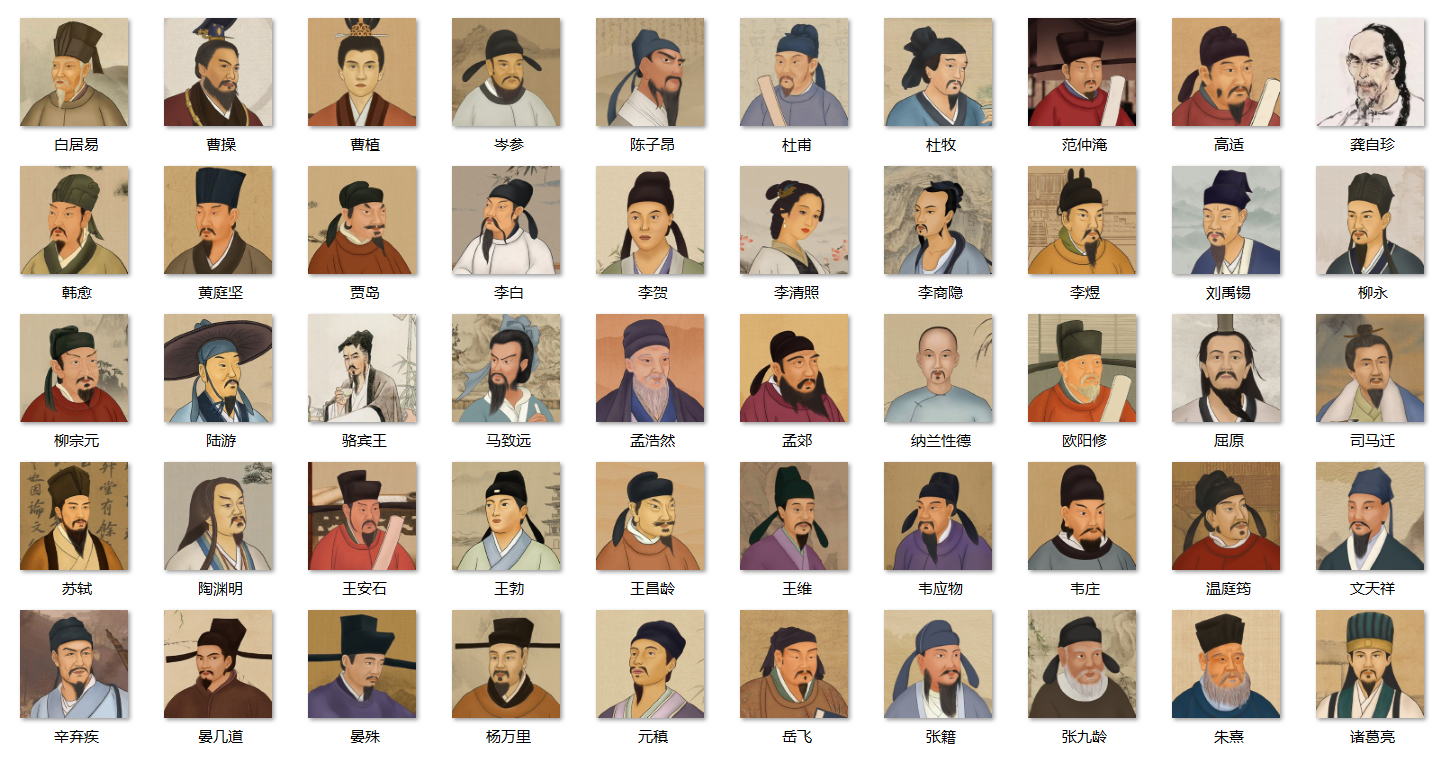 白居易 曹操 曹植 岑参 陈子昂 杜甫 杜牧 范仲淹 高适 龚自珍
韩愈 黄庭坚 贾岛 李白 李贺 李清照 李商隐 李煜 刘禹锡 柳永
柳宗元 陆游 骆宾王 马致远 孟浩然 孟郊 纳兰性德 欧阳修 屈原 司马迁
苏轼 陶渊明 王安石 王勃 王昌龄 王维 韦应物 韦庄 温庭筠 文天祥
辛弃疾 晏几道 晏殊 杨万里 元稹 岳飞 张籍 张九龄 朱熹 诸葛亮